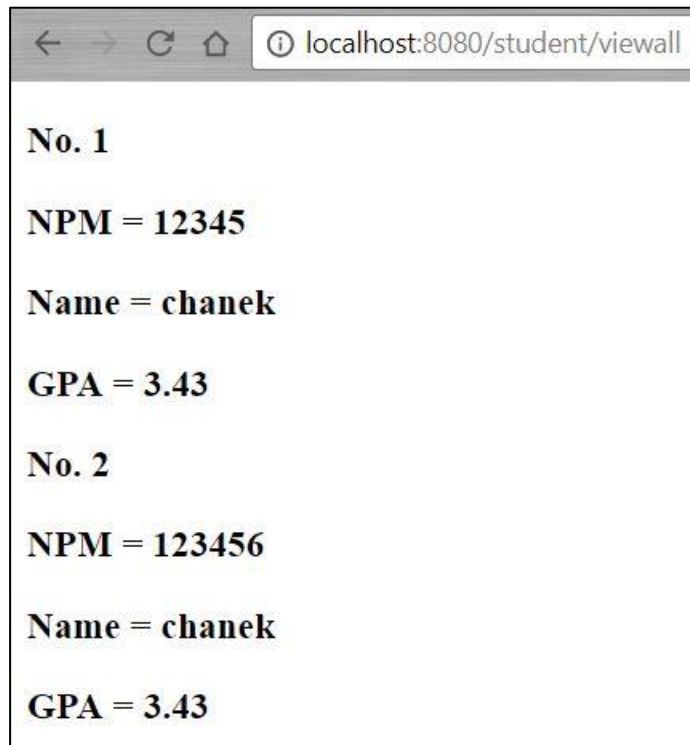 localhost:8080/student/viewall
No. 1
NPM = 12345
Name = chanek
GPA = 3.43
No. 2
NPM = 123456
Name = chanek
GPA = 3.43